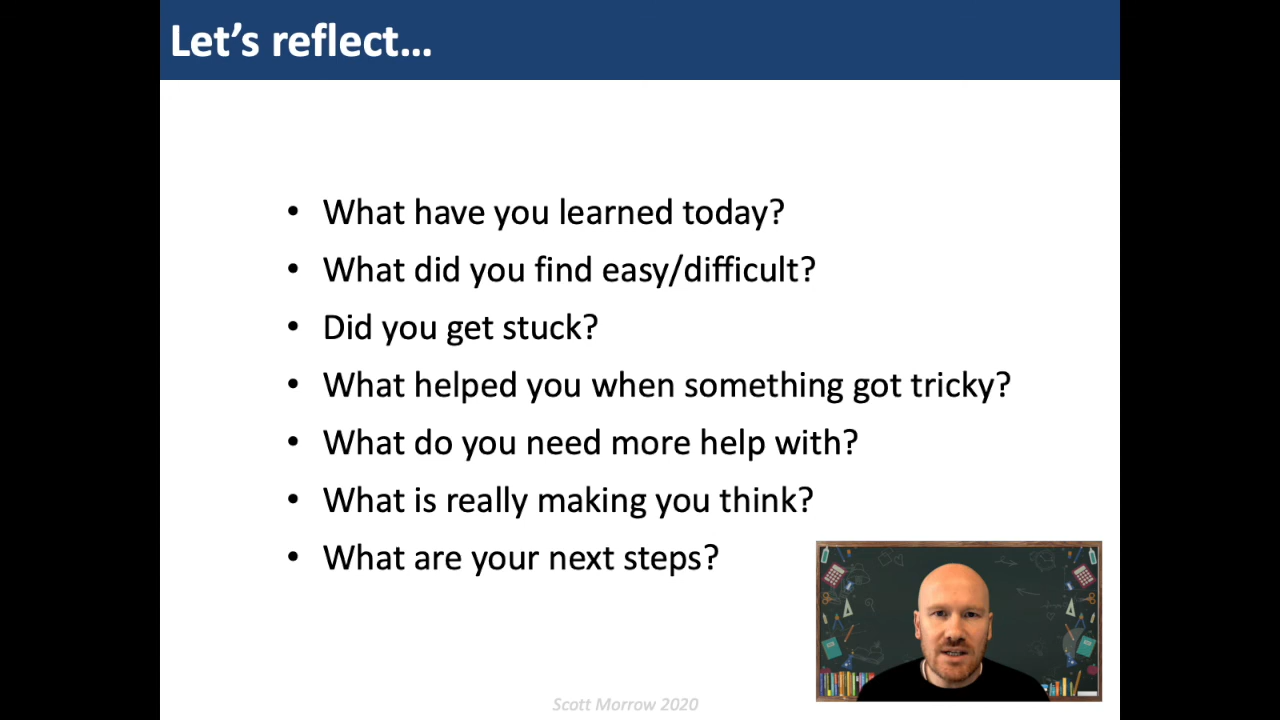 Let's reflect...
• What have you learned today?
• What did you find easy/difficult?
• Did you get stuck?
• What helped you when something got tricky?
• What do you need more help with?
• What is really making you think?
• What are your next steps?
Scott Morrow 2020